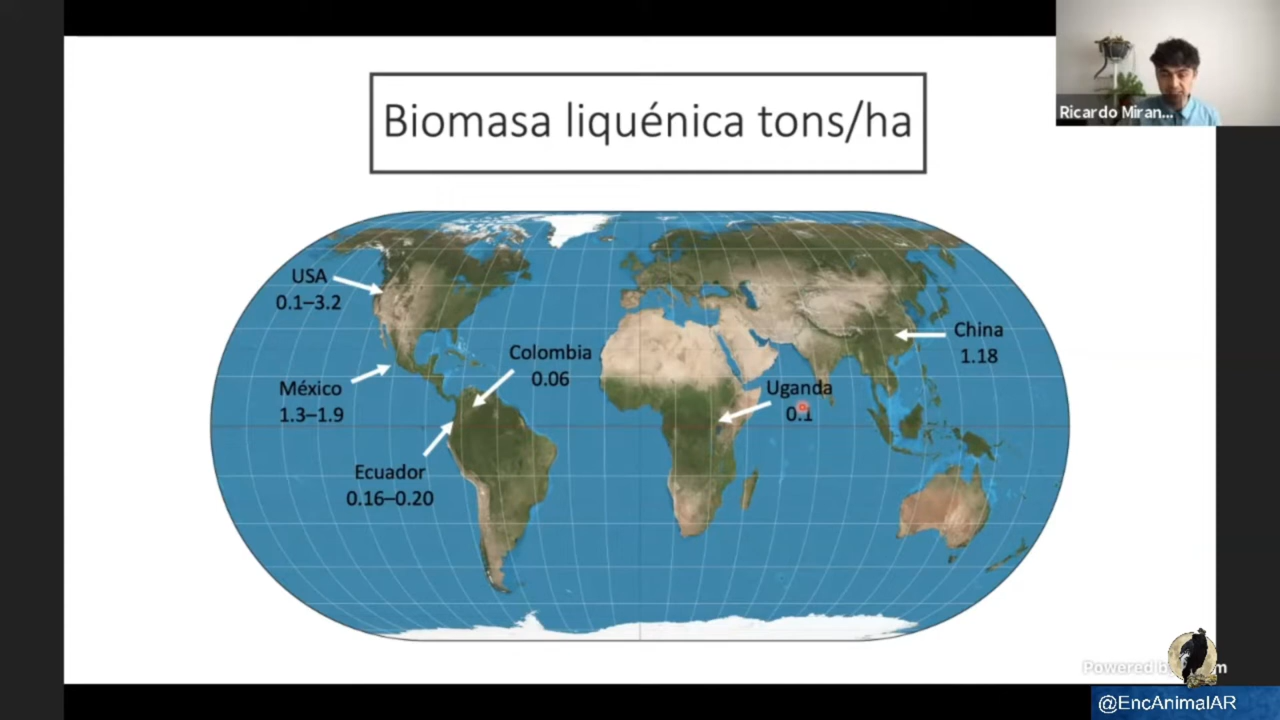 Biomasa liquénica tons/ha
Ricardo Miran...
USA
0.1–3.2
México
1.3–1.9
Colombia
0.06
Ecuador
0.16–0.20
Uganda
0.1
China
1.18
Powered
@EncAnimalAR